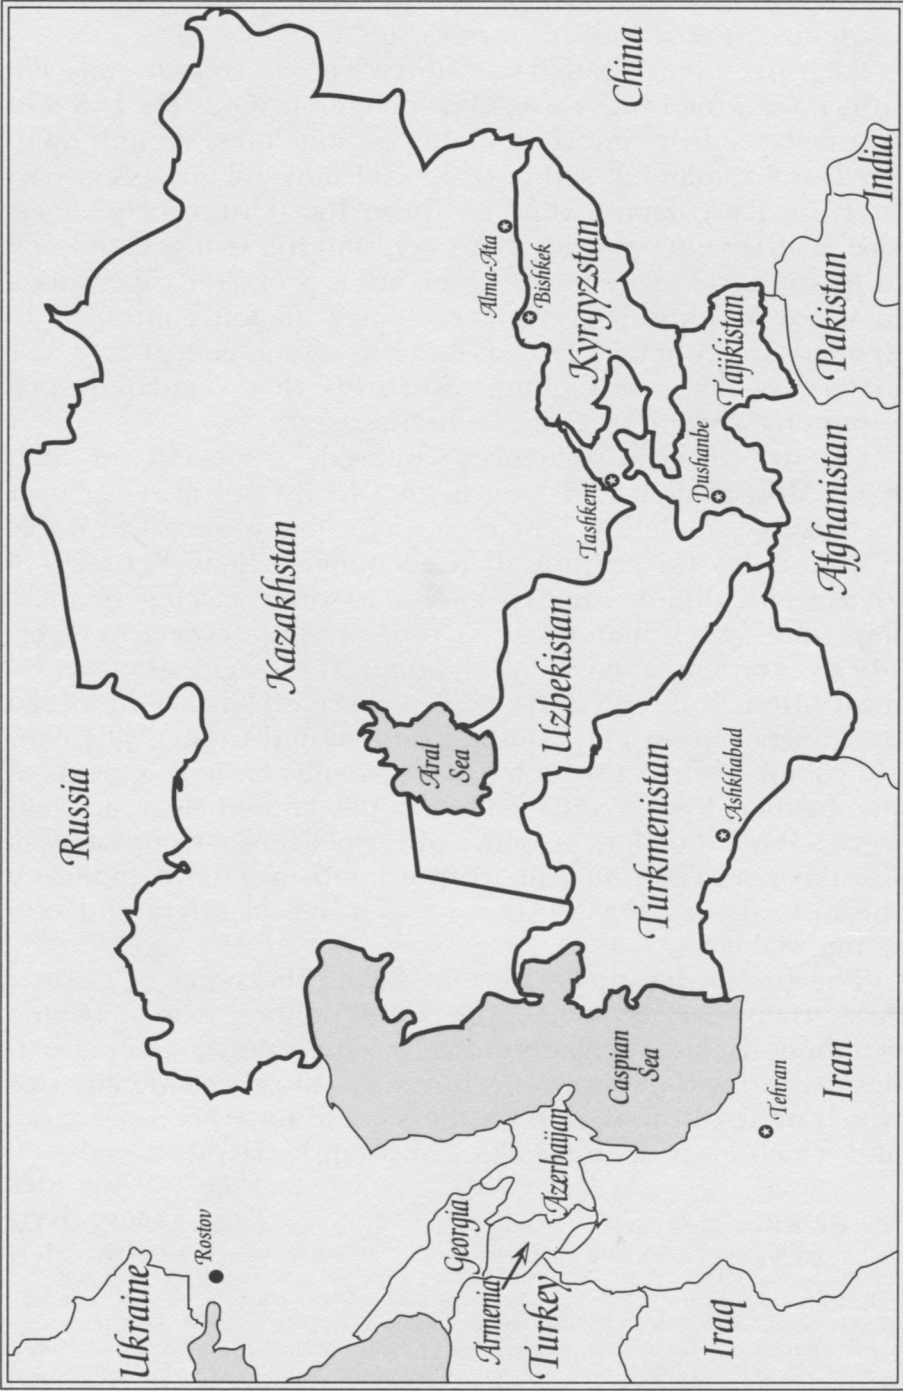 Ukraine
Rostov
Russia
Kazakhstan
China
Georgia
Armenia
Azerbaijan
Turkey
Iraq
Caspian
Sea
Aral
Sea
Uzbekistan
Turkmenistan
Ashkhabad
Tashkent
Alma-Ata
Bishkek
Kyrgyzstan
Dushanbe
Tajikistan
Tehran
Iran
Afghanistan
Pakistan
India